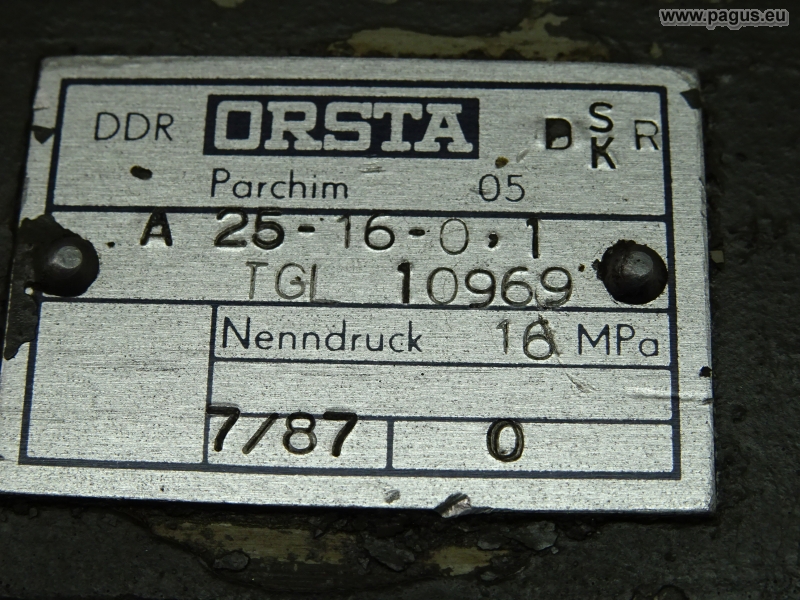 www.pagus.eu
DDR ORSTA D S K R
Parchim 05
A 25-16-0,1
TGL 10969
Nenndruck 16 MPa
7/87 0